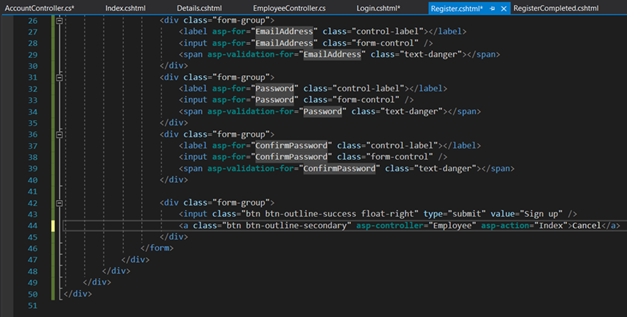 AccountController.cs* Index.cshtml Details.cshtml EmployeeController.cs Login.cshtml* Register.cshtml* RegisterCompleted.cshtml
26 <div class="form-group">
27 <label asp-for="EmailAddress" class="control-label"></label>
28 <input asp-for="EmailAddress" class="form-control" />
29 <span asp-validation-for="EmailAddress" class="text-danger"></span>
30 </div>
31 <div class="form-group">
32 <label asp-for="Password" class="control-label"></label>
33 <input asp-for="Password" class="form-control" />
34 <span asp-validation-for="Password" class="text-danger"></span>
35 </div>
36 <div class="form-group">
37 <label asp-for="ConfirmPassword" class="control-label"></label>
38 <input asp-for="ConfirmPassword" class="form-control" />
39 <span asp-validation-for="ConfirmPassword" class="text-danger"></span>
40 </div>
41
42 <div class="form-group">
43 <input class="btn btn-outline-success float-right" type="submit" value="Sign up" />
44 <a class="btn btn-outline-secondary" asp-controller="Employee" asp-action="Index">Cancel</a>
45 </div>
46 </form>
47 </div>
48 </div>
49 </div>
50 </div>
51